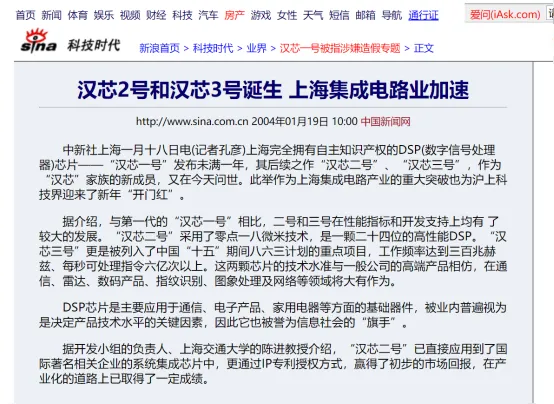 首页 新闻 体育 娱乐 视频 财经 科技 汽车 房产 游戏 女性 天气 短信 邮箱 导航 通行证
爱问(iAsk.com)
sina 科技时代 新浪首页 > 科技时代 > 业界 > 汉芯一号被指涉嫌造假专题 > 正文
汉芯2号和汉芯3号诞生 上海集成电路业加速
http://www.sina.com.cn 2004年01月19日 10:00 中国新闻网
中新社上海一月十八日电(记者孔彦)上海完全拥有自主知识产权的DSP(数字信号处理
器)芯片——“汉芯一号”发布未满一年，其后续之作“汉芯二号”、“汉芯三号”，作为
“汉芯”家族的新成员，又在今天问世。此举作为上海集成电路产业的重大突破也为沪上科
技界迎来了新年“开门红”。
据介绍，与第一代的“汉芯一号”相比，二号和三号在性能指标和开发支持上均有 了
较大的发展。“汉芯二号”采用了零点一八微米技术，是一颗二十四位的高性能DSP。“汉
芯三号”更是被列入了中国“十五”期间八六三计划的重点项目，工作频率达到三百兆赫
兹、每秒可处理指令六亿次以上。这两颗芯片的技术水准与一般公司的高端产品相仿，在通
信、雷达、数码产品、指纹识别、图象处理及网络等领域将大有作为。
DSP芯片是主要应用于通信、电子产品、家用电器等方面的基础器件，被业内普遍视为
是决定产品技术水平的关键因素，因此它也被誉为信息社会的“旗手”。
据开发小组的负责人、上海交通大学的陈进教授介绍，“汉芯二号”已直接应用到了国
际著名相关企业的系统集成芯片中，更通过IP专利授权方式，赢得了初步的市场回报，在产
业化的道路上已取得了一定成绩。